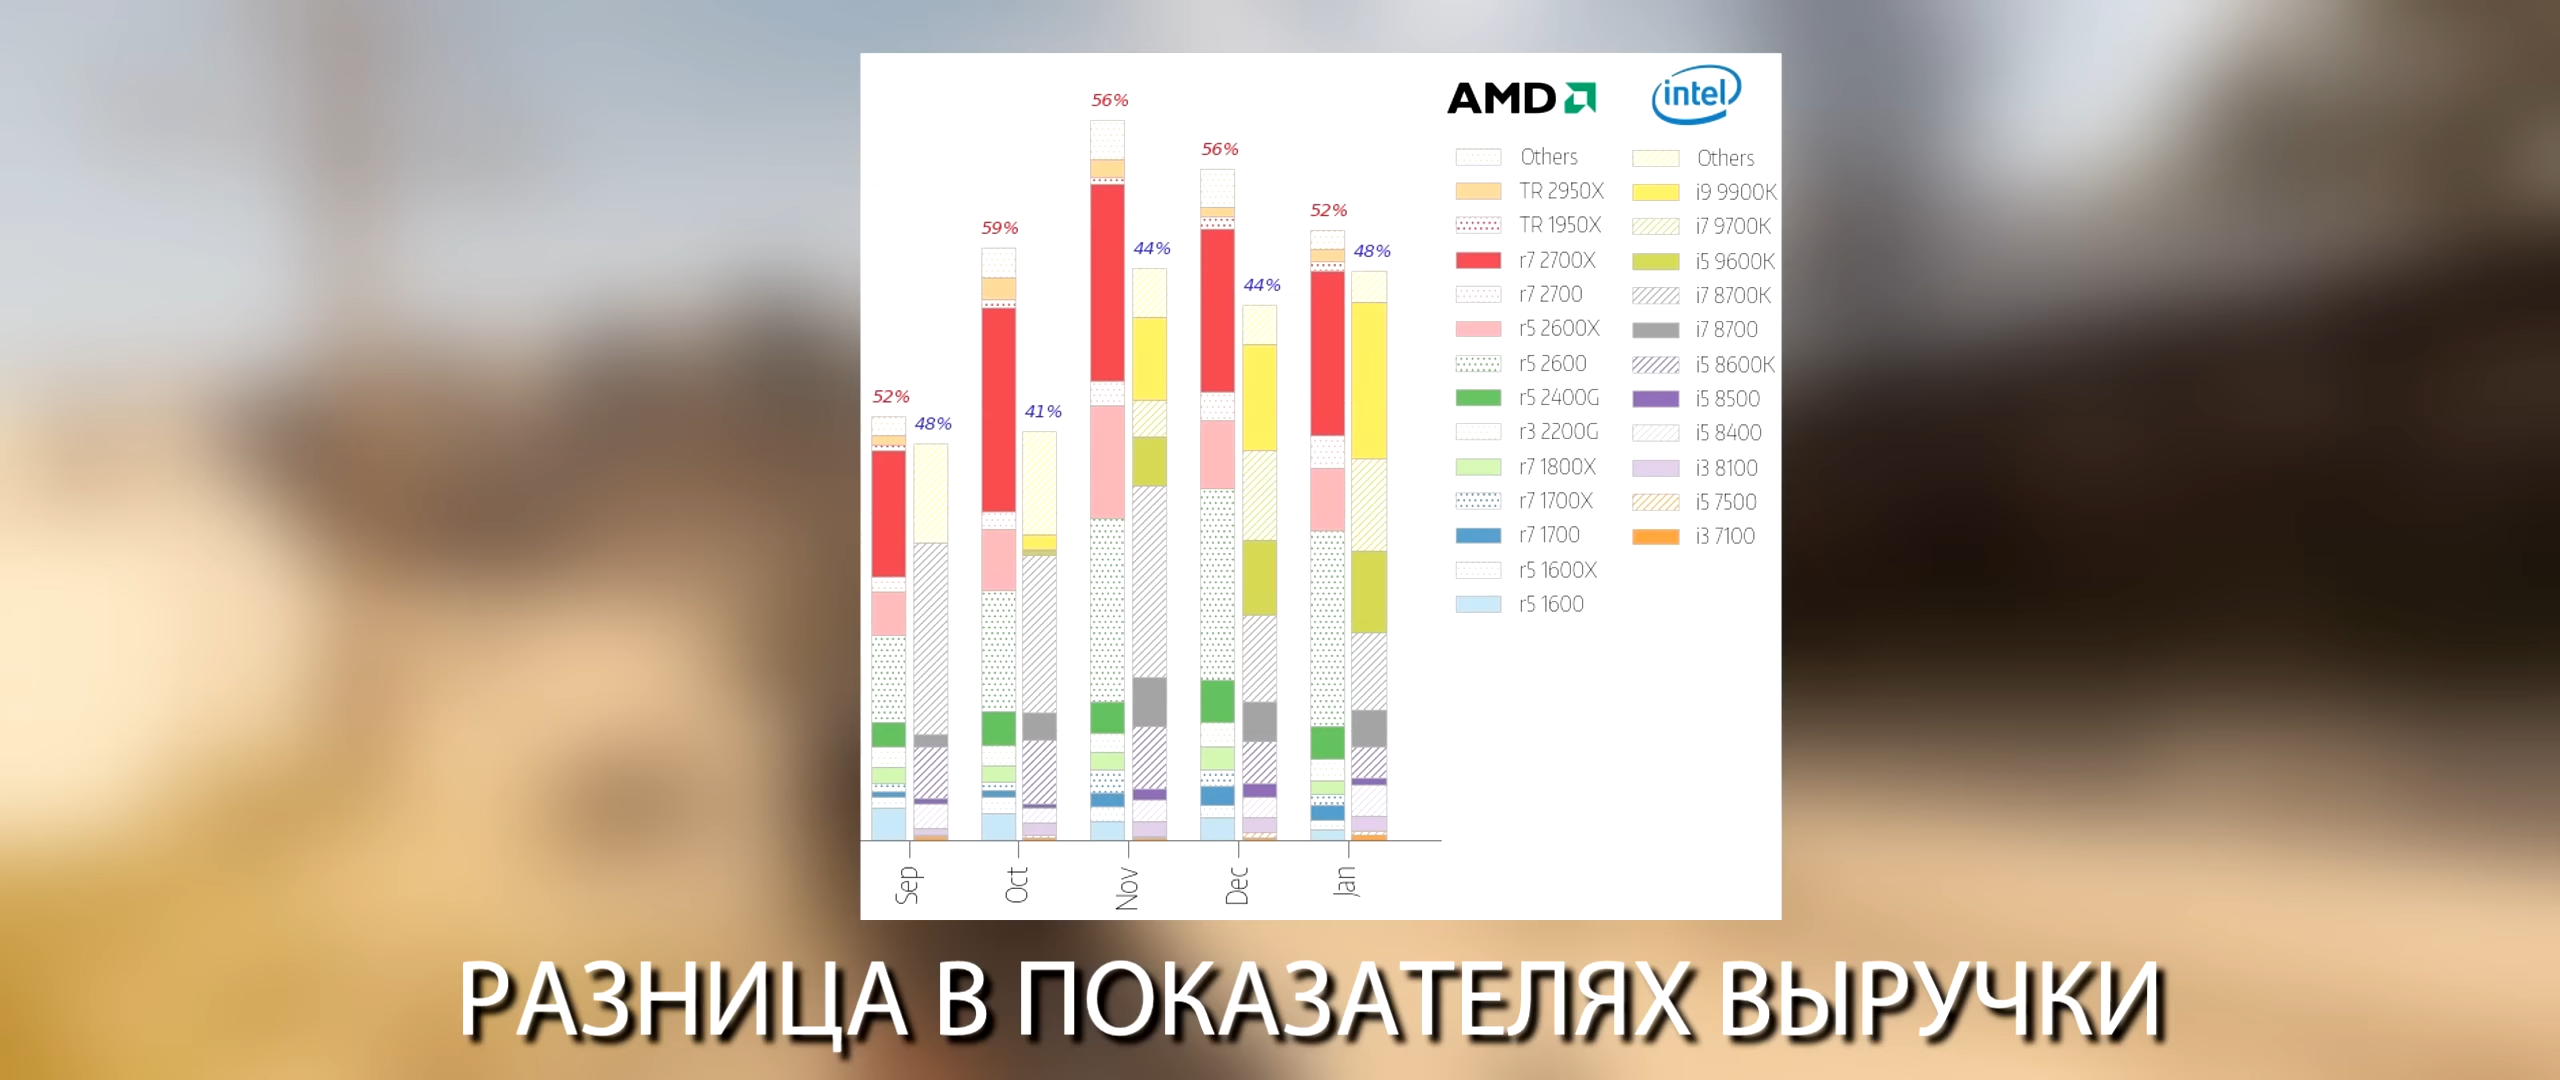 AMD
intel
Others
TR 2950X
TR 1950X
r7 2700X
r7 2700
r5 2600X
r5 2600
r5 2400G
r3 2200G
r7 1800X
r7 1700X
r7 1700
r5 1600X
r5 1600
Others
i9 9900K
i7 9700K
i5 9600K
i7 8700K
i7 8700
i5 8600K
i5 8500
i5 8400
i3 8100
i5 7500
i3 7100
52%
48%
59%
41%
56%
44%
56%
44%
52%
48%
Sep
Oct
Nov
Dec
Jan
РАЗНИЦА В ПОКАЗАТЕЛЯХ ВЫРУЧКИ